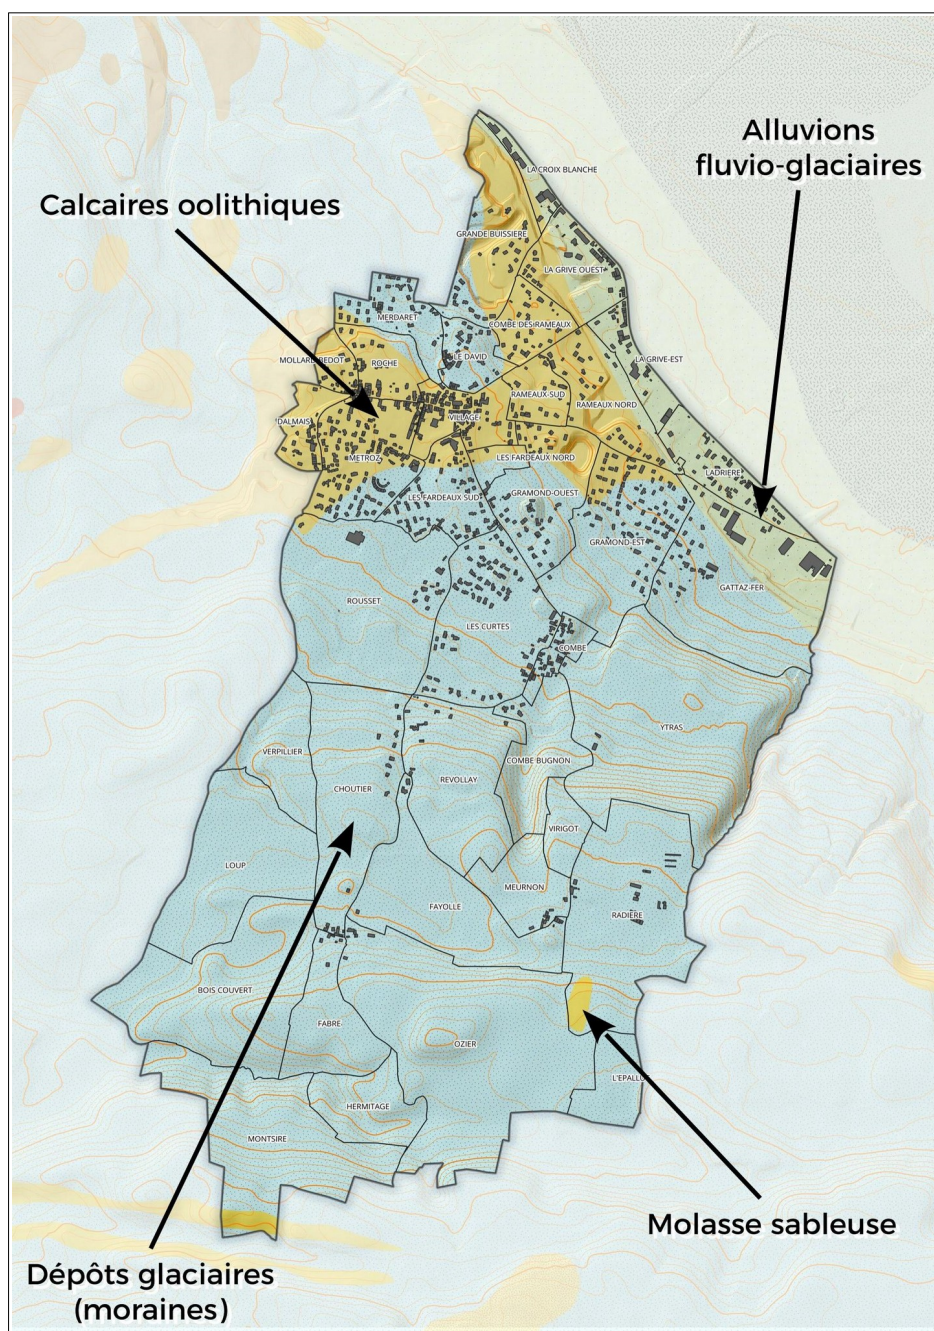 Alluvions
fluvio-glaciaires
LA CROIX BLANCHE
Calcaires oolithiques
GRANDE BUISSIERE
LA GRIVE OUEST
MERDARET
COMBE DES RAMEAUX
MOLLARD BEDOT
ROCHE
LE DAVID
LA GRIVE-EST
RAMEAUX-SUD
RAMEAUX NORD
DALMAIS
VILLAGE
METROZ
LES FARDEAUX NORD
LADRIERE
LES FARDEAUX SUD
GRAMOND-OUEST
GRAMOND-EST
GATTAZ-FER
ROUSSET
LES CURTES
COMBE
YTRAS
VERPILLIER
COMBE BUGNON
CHOUTIER
REVOLLAY
VIRIGOT
LOUP
MEURNON
FAYOLLE
RADIERE
BOIS COUVERT
FABRE
OZIER
L'EPALLUD
HERMITAGE
MONTSIRE
Molasse sableuse
Dépôts glaciaires
(moraines)